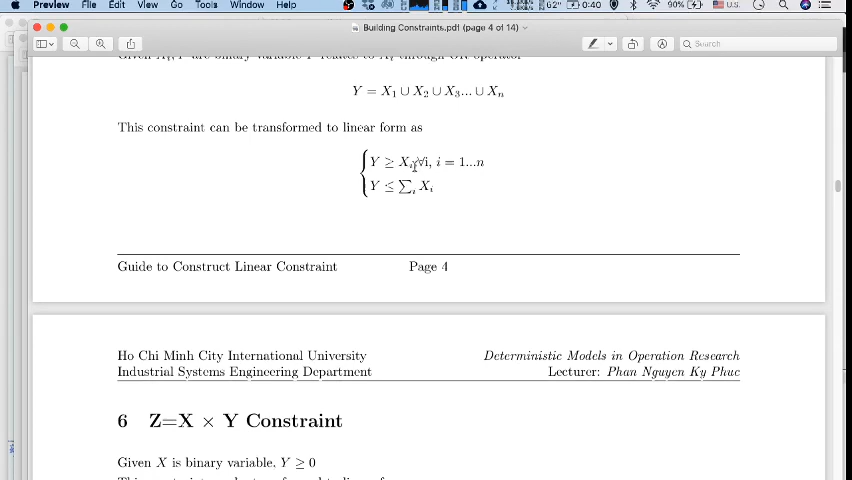 Preview File Edit View Go Tools Window Help 62° 0:40 90% U.S.
Building Constraints.pdf (page 4 of 14)
Search
Y = X₁ ∪ X₂ ∪ X₃... ∪ Xₙ
This constraint can be transformed to linear form as
Y ≥ Xᵢ, ∀i, i = 1...n
Y ≤ ∑ᵢ Xᵢ
Guide to Construct Linear Constraint Page 4
Ho Chi Minh City International University Deterministic Models in Operation Research
Industrial Systems Engineering Department Lecturer: Phan Nguyen Ky Phuc
6 Z=X × Y Constraint
Given X is binary variable, Y ≥ 0